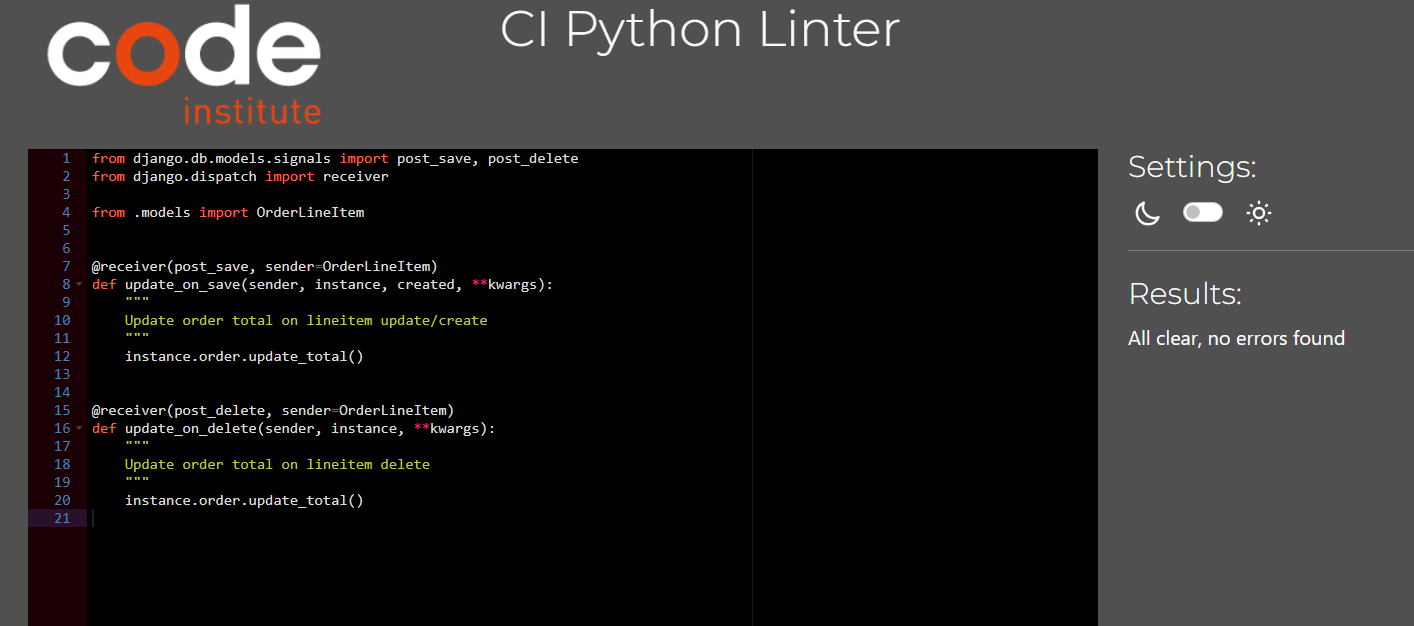 code
institute
CI Python Linter
1 from django.db.models.signals import post_save, post_delete
2 from django.dispatch import receiver
3
4 from .models import OrderLineItem
5
6
7 @receiver(post_save, sender=OrderLineItem)
8 def update_on_save(sender, instance, created, **kwargs):
9     """
10     Update order total on lineitem update/create
11     """
12     instance.order.update_total()
13
14
15 @receiver(post_delete, sender=OrderLineItem)
16 def update_on_delete(sender, instance, **kwargs):
17     """
18     Update order total on lineitem delete
19     """
20     instance.order.update_total()
21
Settings:
Results:
All clear, no errors found